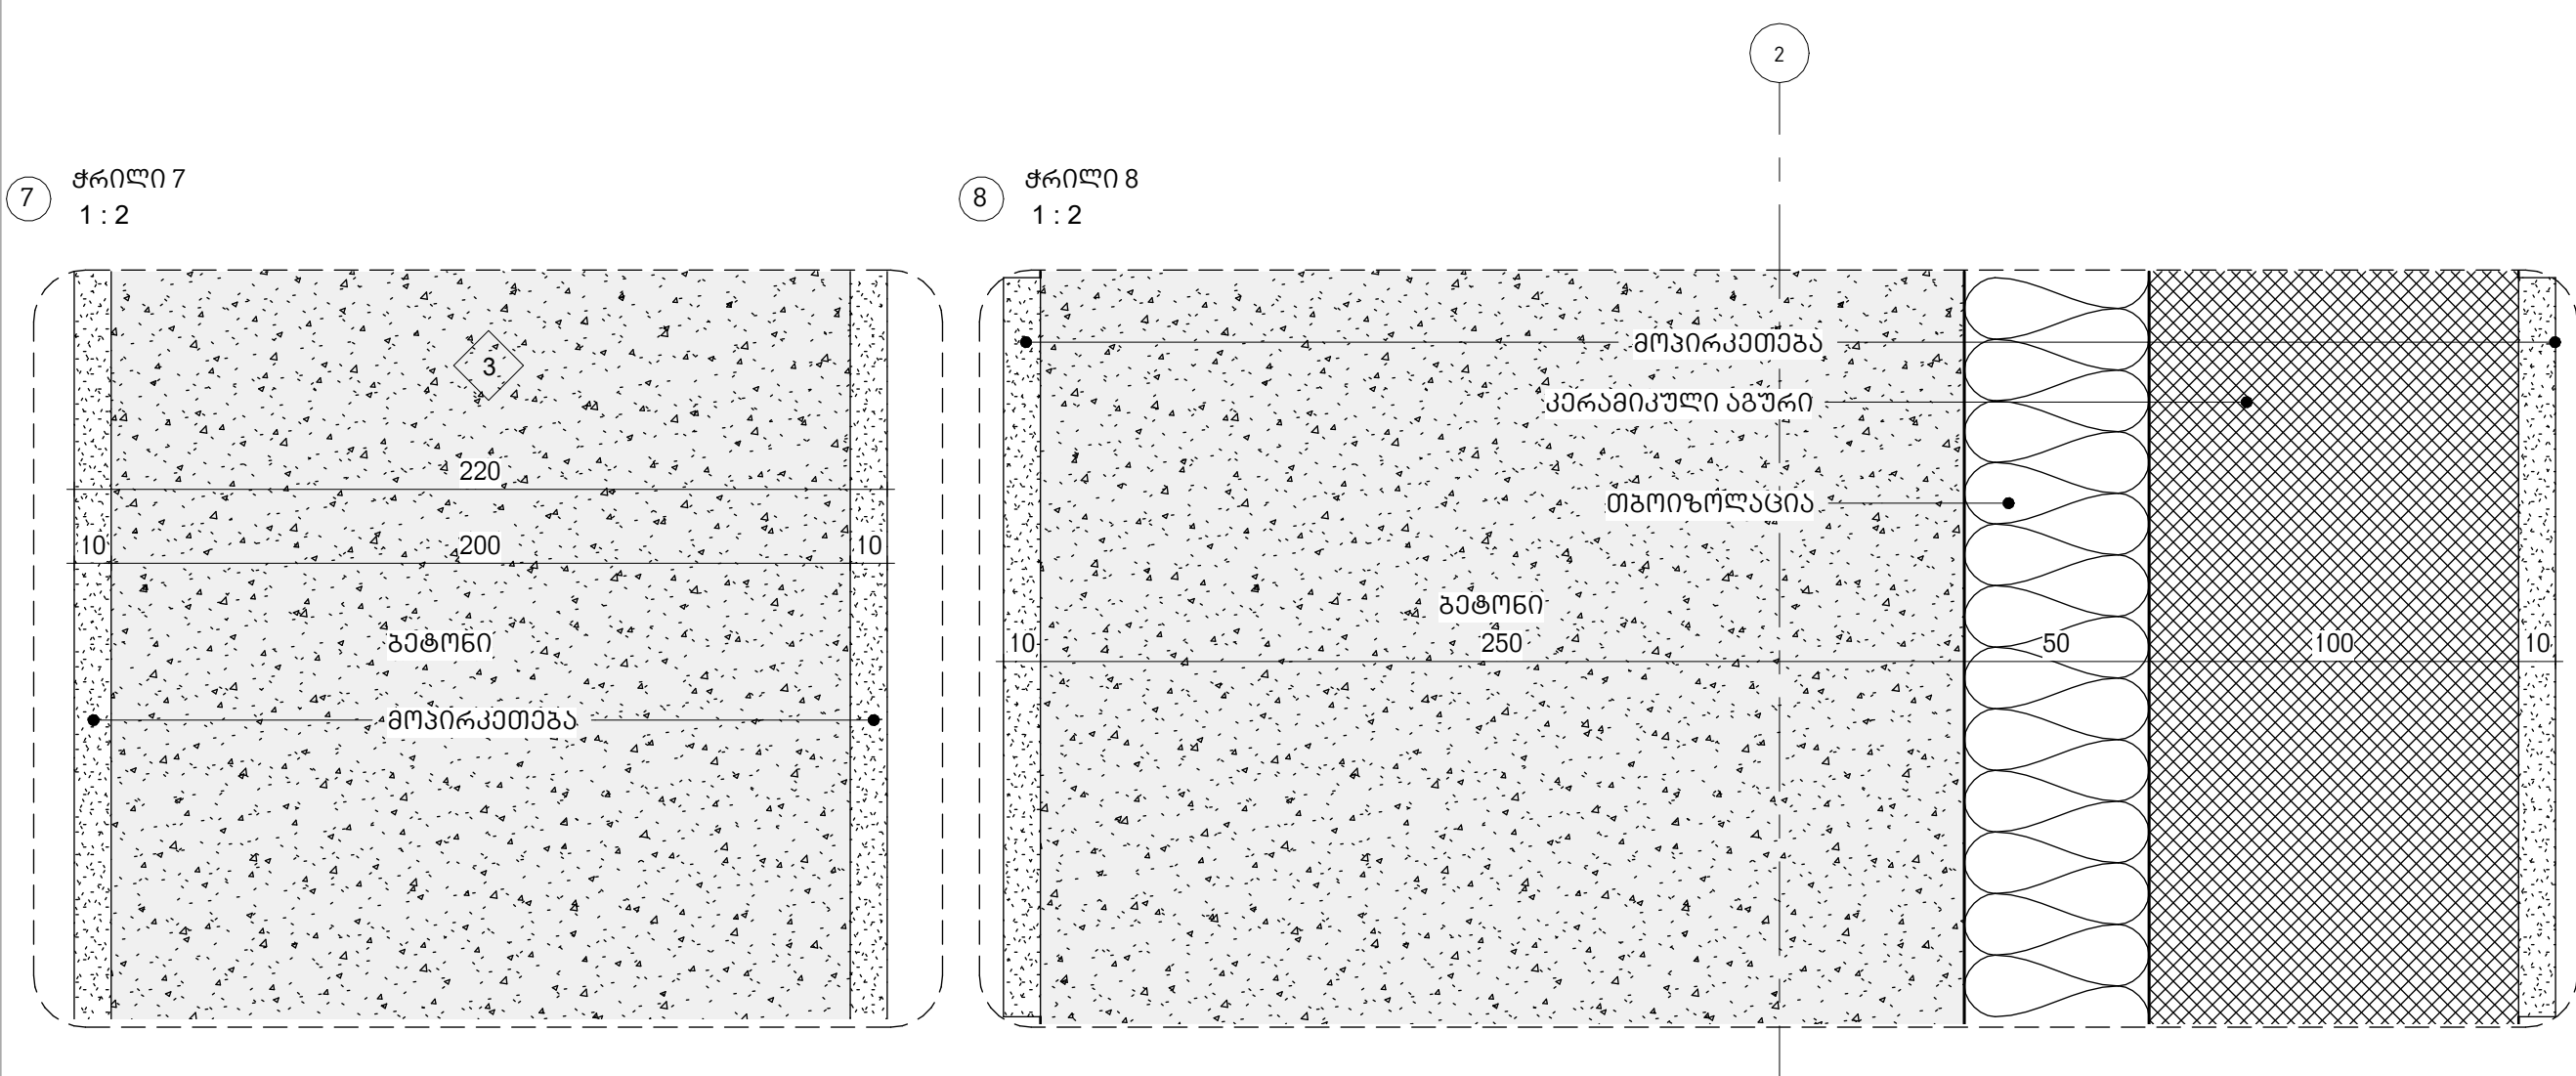 2
7
ჭრილი 7
1 : 2
3
220
10
200
10
ბეტონი
მოპირკეთება
8
ჭრილი 8
1 : 2
მოპირკეთება
კერამიკული აგური
თბოიზოლაცია
ბეტონი
10
250
50
100
10